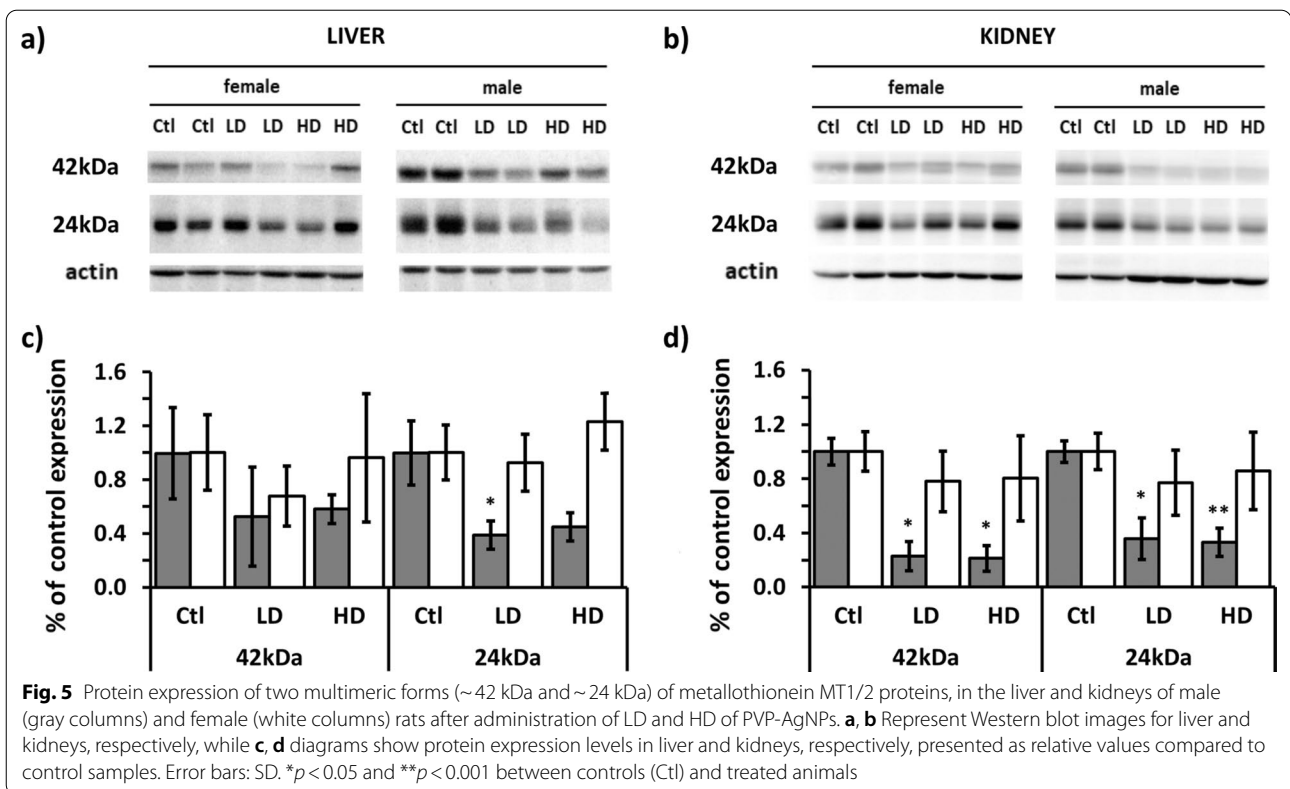 a) LIVER
female male
Ctl Ctl LD LD HD HD Ctl Ctl LD LD HD HD
42kDa
24kDa
actin
b) KIDNEY
female male
Ctl Ctl LD LD HD HD Ctl Ctl LD LD HD HD
42kDa
24kDa
actin
c)
% of control expression
1.6
1.2
0.8
0.4
0.0
*
Ctl LD HD Ctl LD HD
42kDa 24kDa
d)
% of control expression
1.6
1.2
0.8
0.4
0.0
* * * **
Ctl LD HD Ctl LD HD
42kDa 24kDa
Fig. 5 Protein expression of two multimeric forms (~ 42 kDa and ~ 24 kDa) of metallothionein MT1/2 proteins, in the liver and kidneys of male
(gray columns) and female (white columns) rats after administration of LD and HD of PVP-AgNPs. a, b Represent Western blot images for liver and
kidneys, respectively, while c, d diagrams show protein expression levels in liver and kidneys, respectively, presented as relative values compared to
control samples. Error bars: SD. *p < 0.05 and **p < 0.001 between controls (Ctl) and treated animals